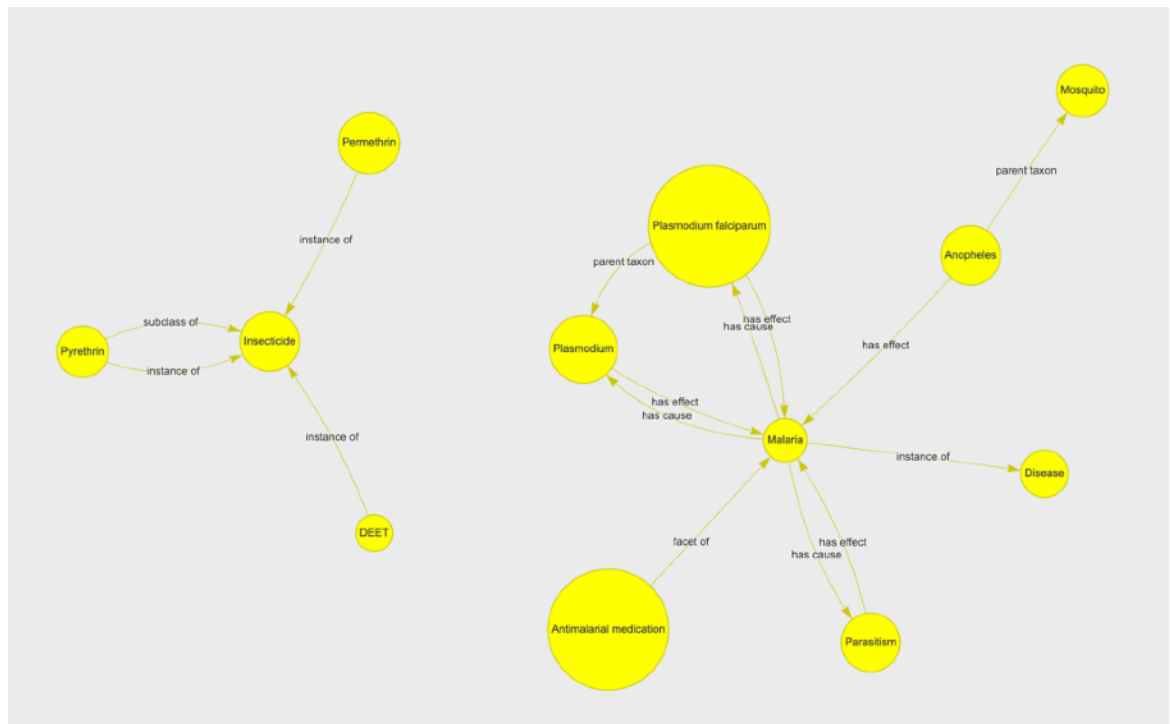 Mosquito
Permethrin
parent taxon
Plasmodium falciparum
instance of
Anopheles
parent taxon
subclass of
has effect
has cause
Insecticide
Pyrethrin
Plasmodium
has effect
instance of
has effect
has cause
instance of
Malaria
instance of
Disease
DEET
facet of
has effect
has cause
Antimalarial medication
Parasitism